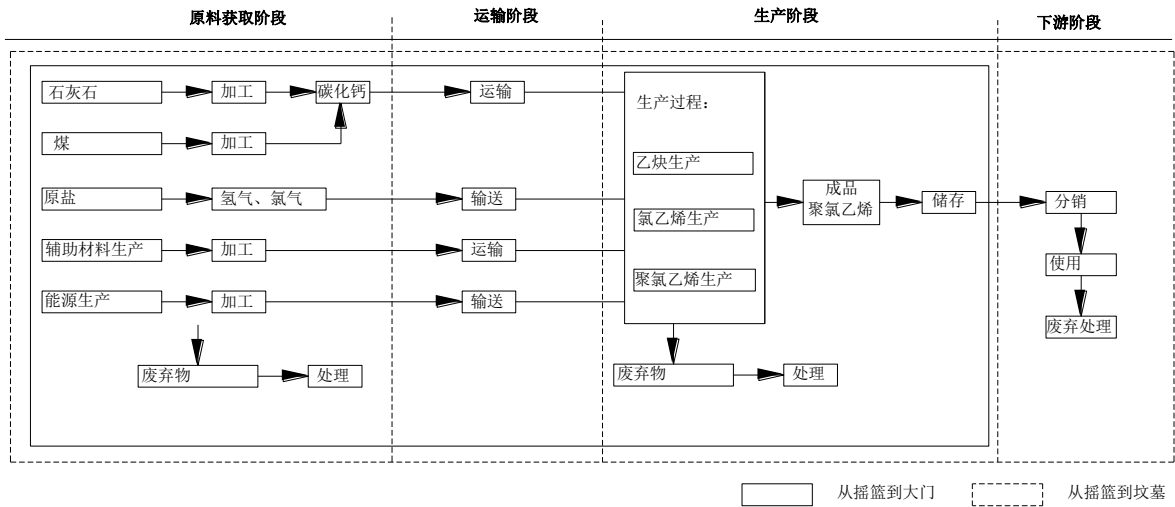 原料获取阶段
运输阶段
生产阶段
下游阶段
石灰石
加工
碳化钙
运输
生产过程：
煤
加工
乙炔生产
原盐
氢气、氯气
输送
成品
聚氯乙烯
储存
分销
氯乙烯生产
辅助材料生产
加工
运输
使用
聚氯乙烯生产
能源生产
加工
输送
废弃处理
废弃物
处理
废弃物
处理
从摇篮到大门
从摇篮到坟墓